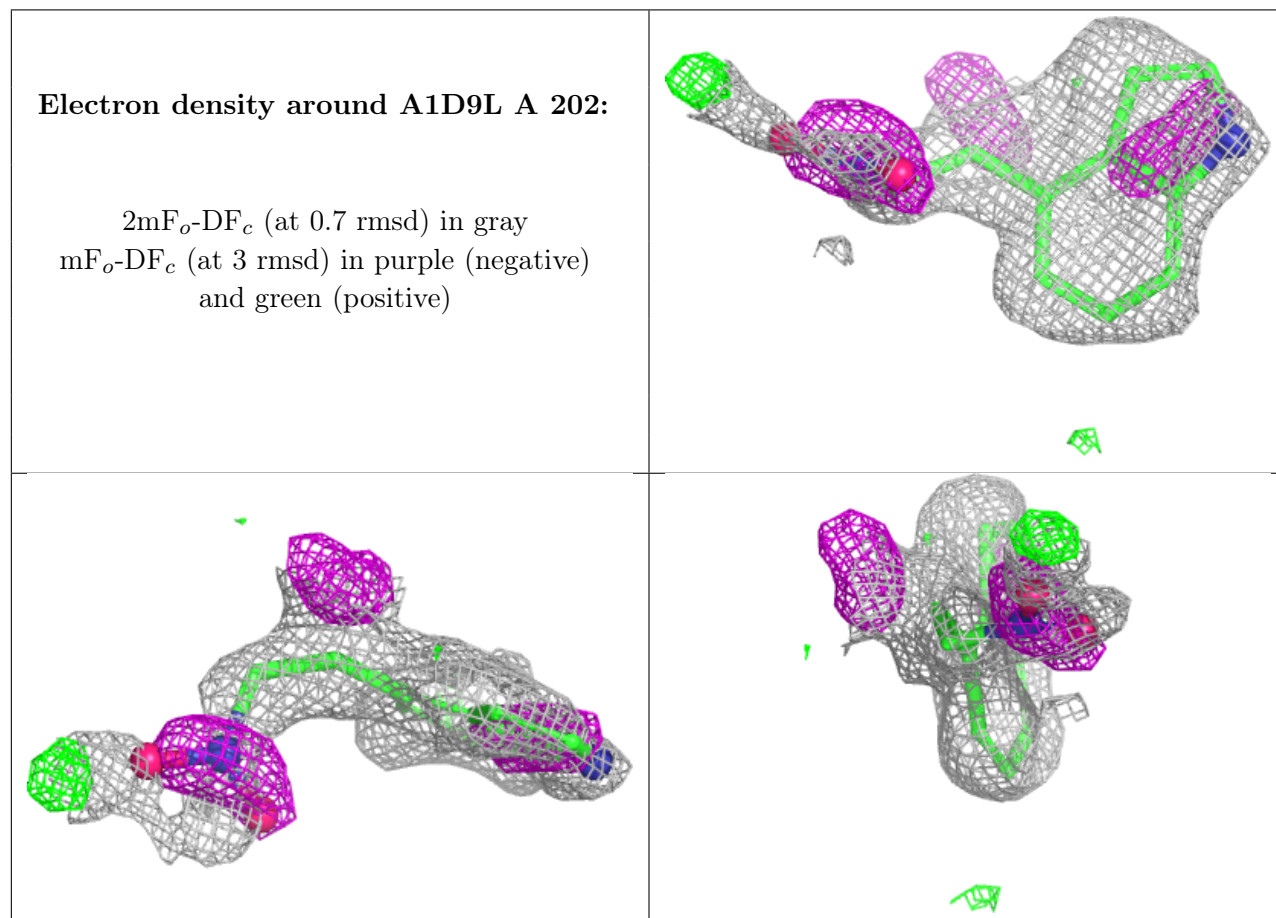 Electron density around A1D9L A 202:
2mFo-DFc (at 0.7 rmsd) in gray
mFo-DFc (at 3 rmsd) in purple (negative)
and green (positive)